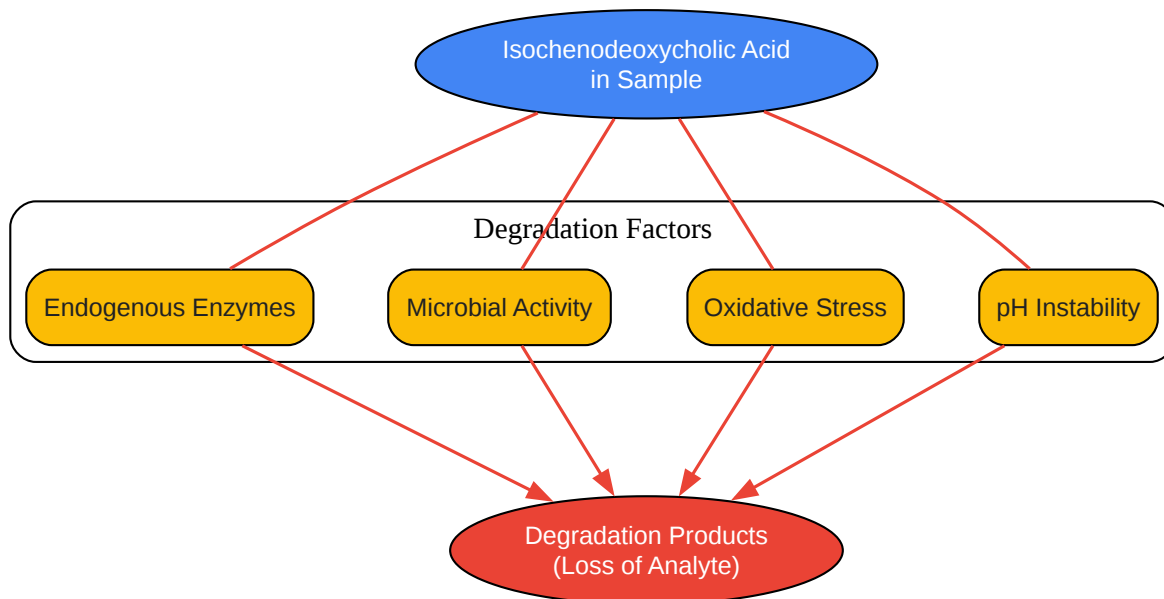 Isochenodeoxycholic Acid
in Sample
Degradation Factors
Endogenous Enzymes
Microbial Activity
Oxidative Stress
pH Instability
Degradation Products
(Loss of Analyte)